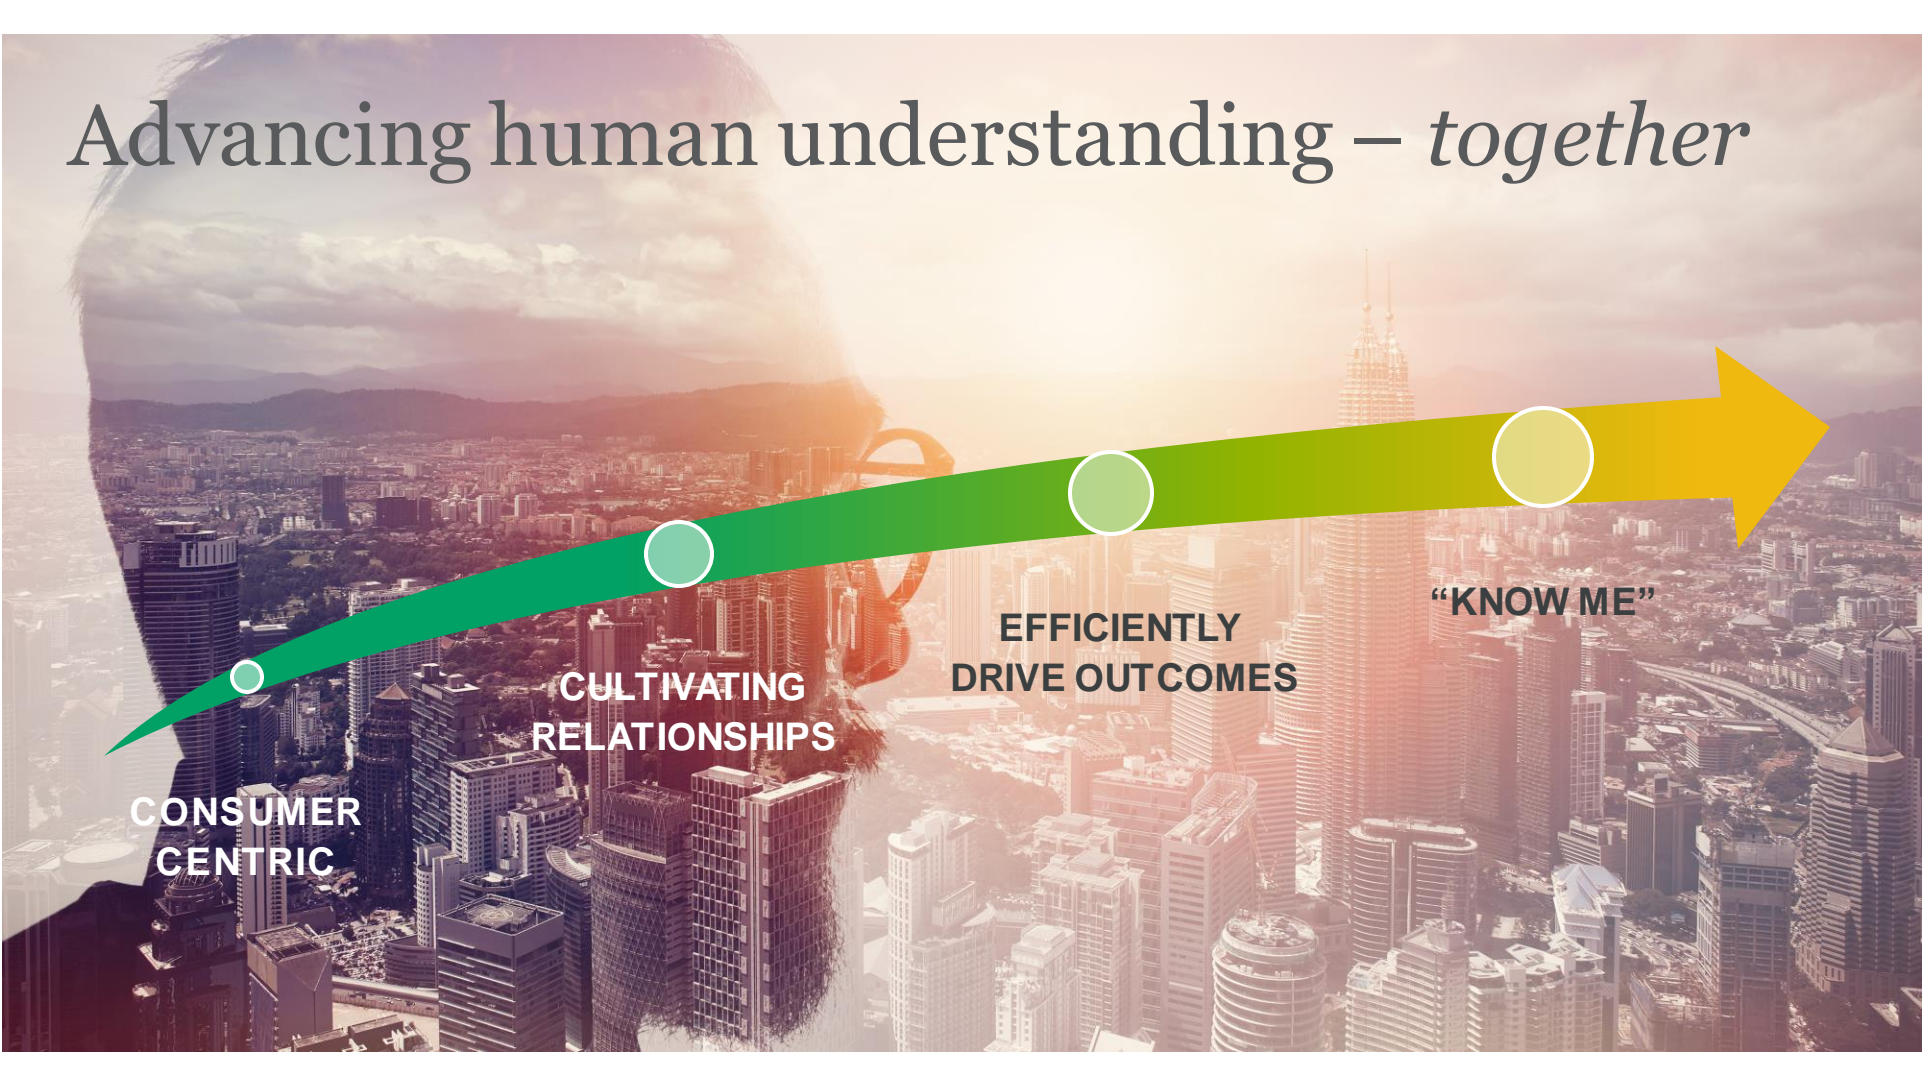 Advancing human understanding – together
CONSUMER
CENTRIC
CULTIVATING
RELATIONSHIPS
EFFICIENTLY
DRIVE OUTCOMES
“KNOW ME”